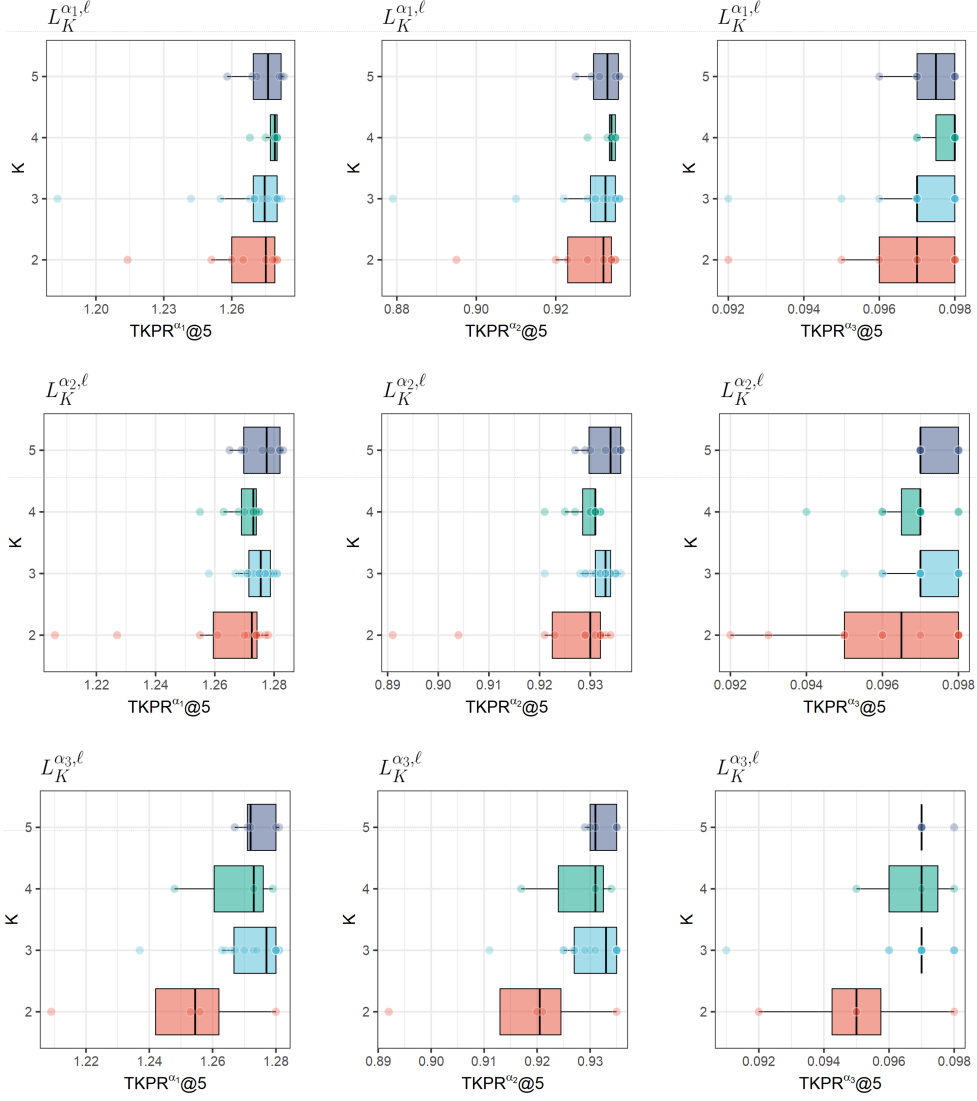 L_K^{α1,ℓ} L_K^{α1,ℓ} L_K^{α1,ℓ}
K 5 4 3 2
1.20 1.23 1.26
TKPR^{α1}@5
K 5 4 3 2
0.88 0.90 0.92
TKPR^{α2}@5
K 5 4 3 2
0.092 0.094 0.096 0.098
TKPR^{α3}@5
L_K^{α2,ℓ} L_K^{α2,ℓ} L_K^{α2,ℓ}
K 5 4 3 2
1.22 1.24 1.26 1.28
TKPR^{α1}@5
K 5 4 3 2
0.89 0.90 0.91 0.92 0.93
TKPR^{α2}@5
K 5 4 3 2
0.092 0.094 0.096 0.098
TKPR^{α3}@5
L_K^{α3,ℓ} L_K^{α3,ℓ} L_K^{α3,ℓ}
K 5 4 3 2
1.22 1.24 1.26 1.28
TKPR^{α1}@5
K 5 4 3 2
0.89 0.90 0.91 0.92 0.93
TKPR^{α2}@5
K 5 4 3 2
0.092 0.094 0.096 0.098
TKPR^{α3}@5